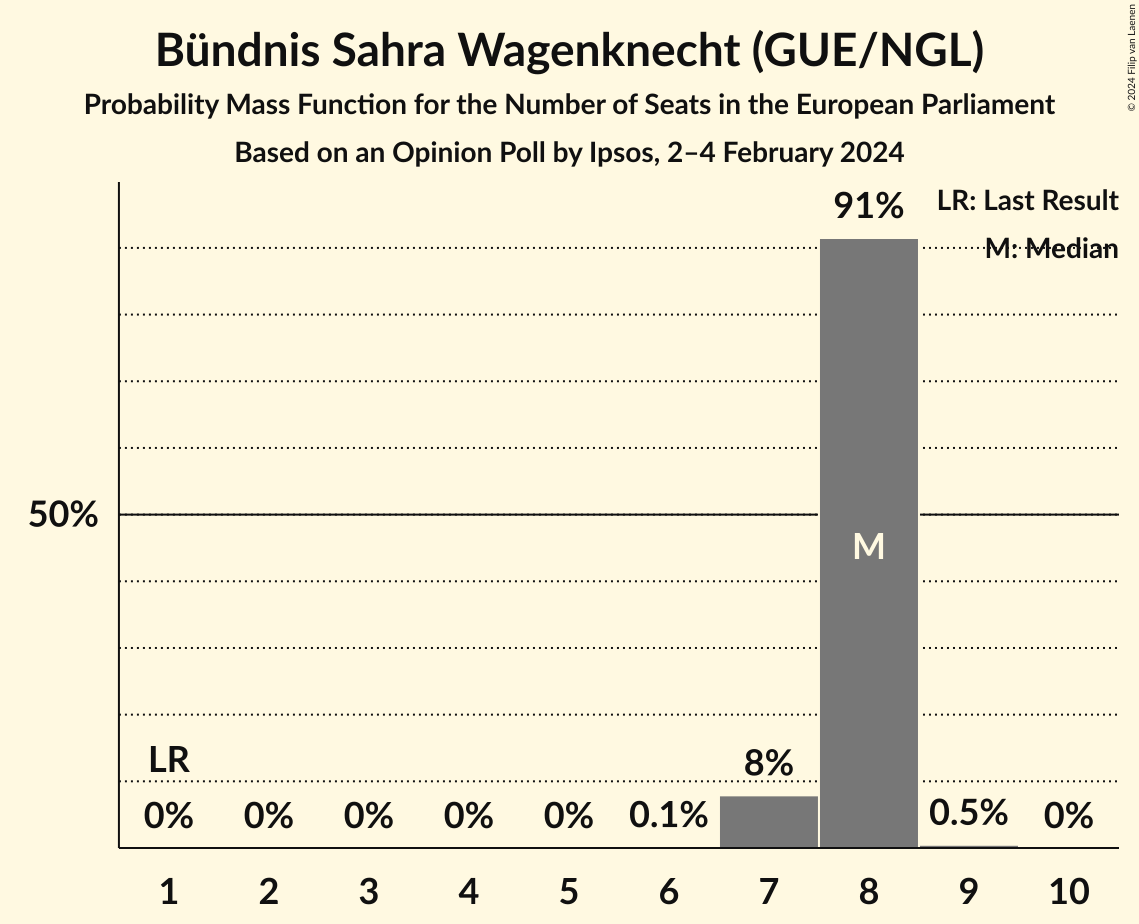 Bündnis Sahra Wagenknecht (GUE/NGL)
Probability Mass Function for the Number of Seats in the European Parliament
Based on an Opinion Poll by Ipsos, 2–4 February 2024
© 2024 Filip van Laenen
91%
LR: Last Result
M: Median
50%
M
LR
8%
0% 0% 0% 0% 0% 0.1% 0.5% 0%
1 2 3 4 5 6 7 8 9 10